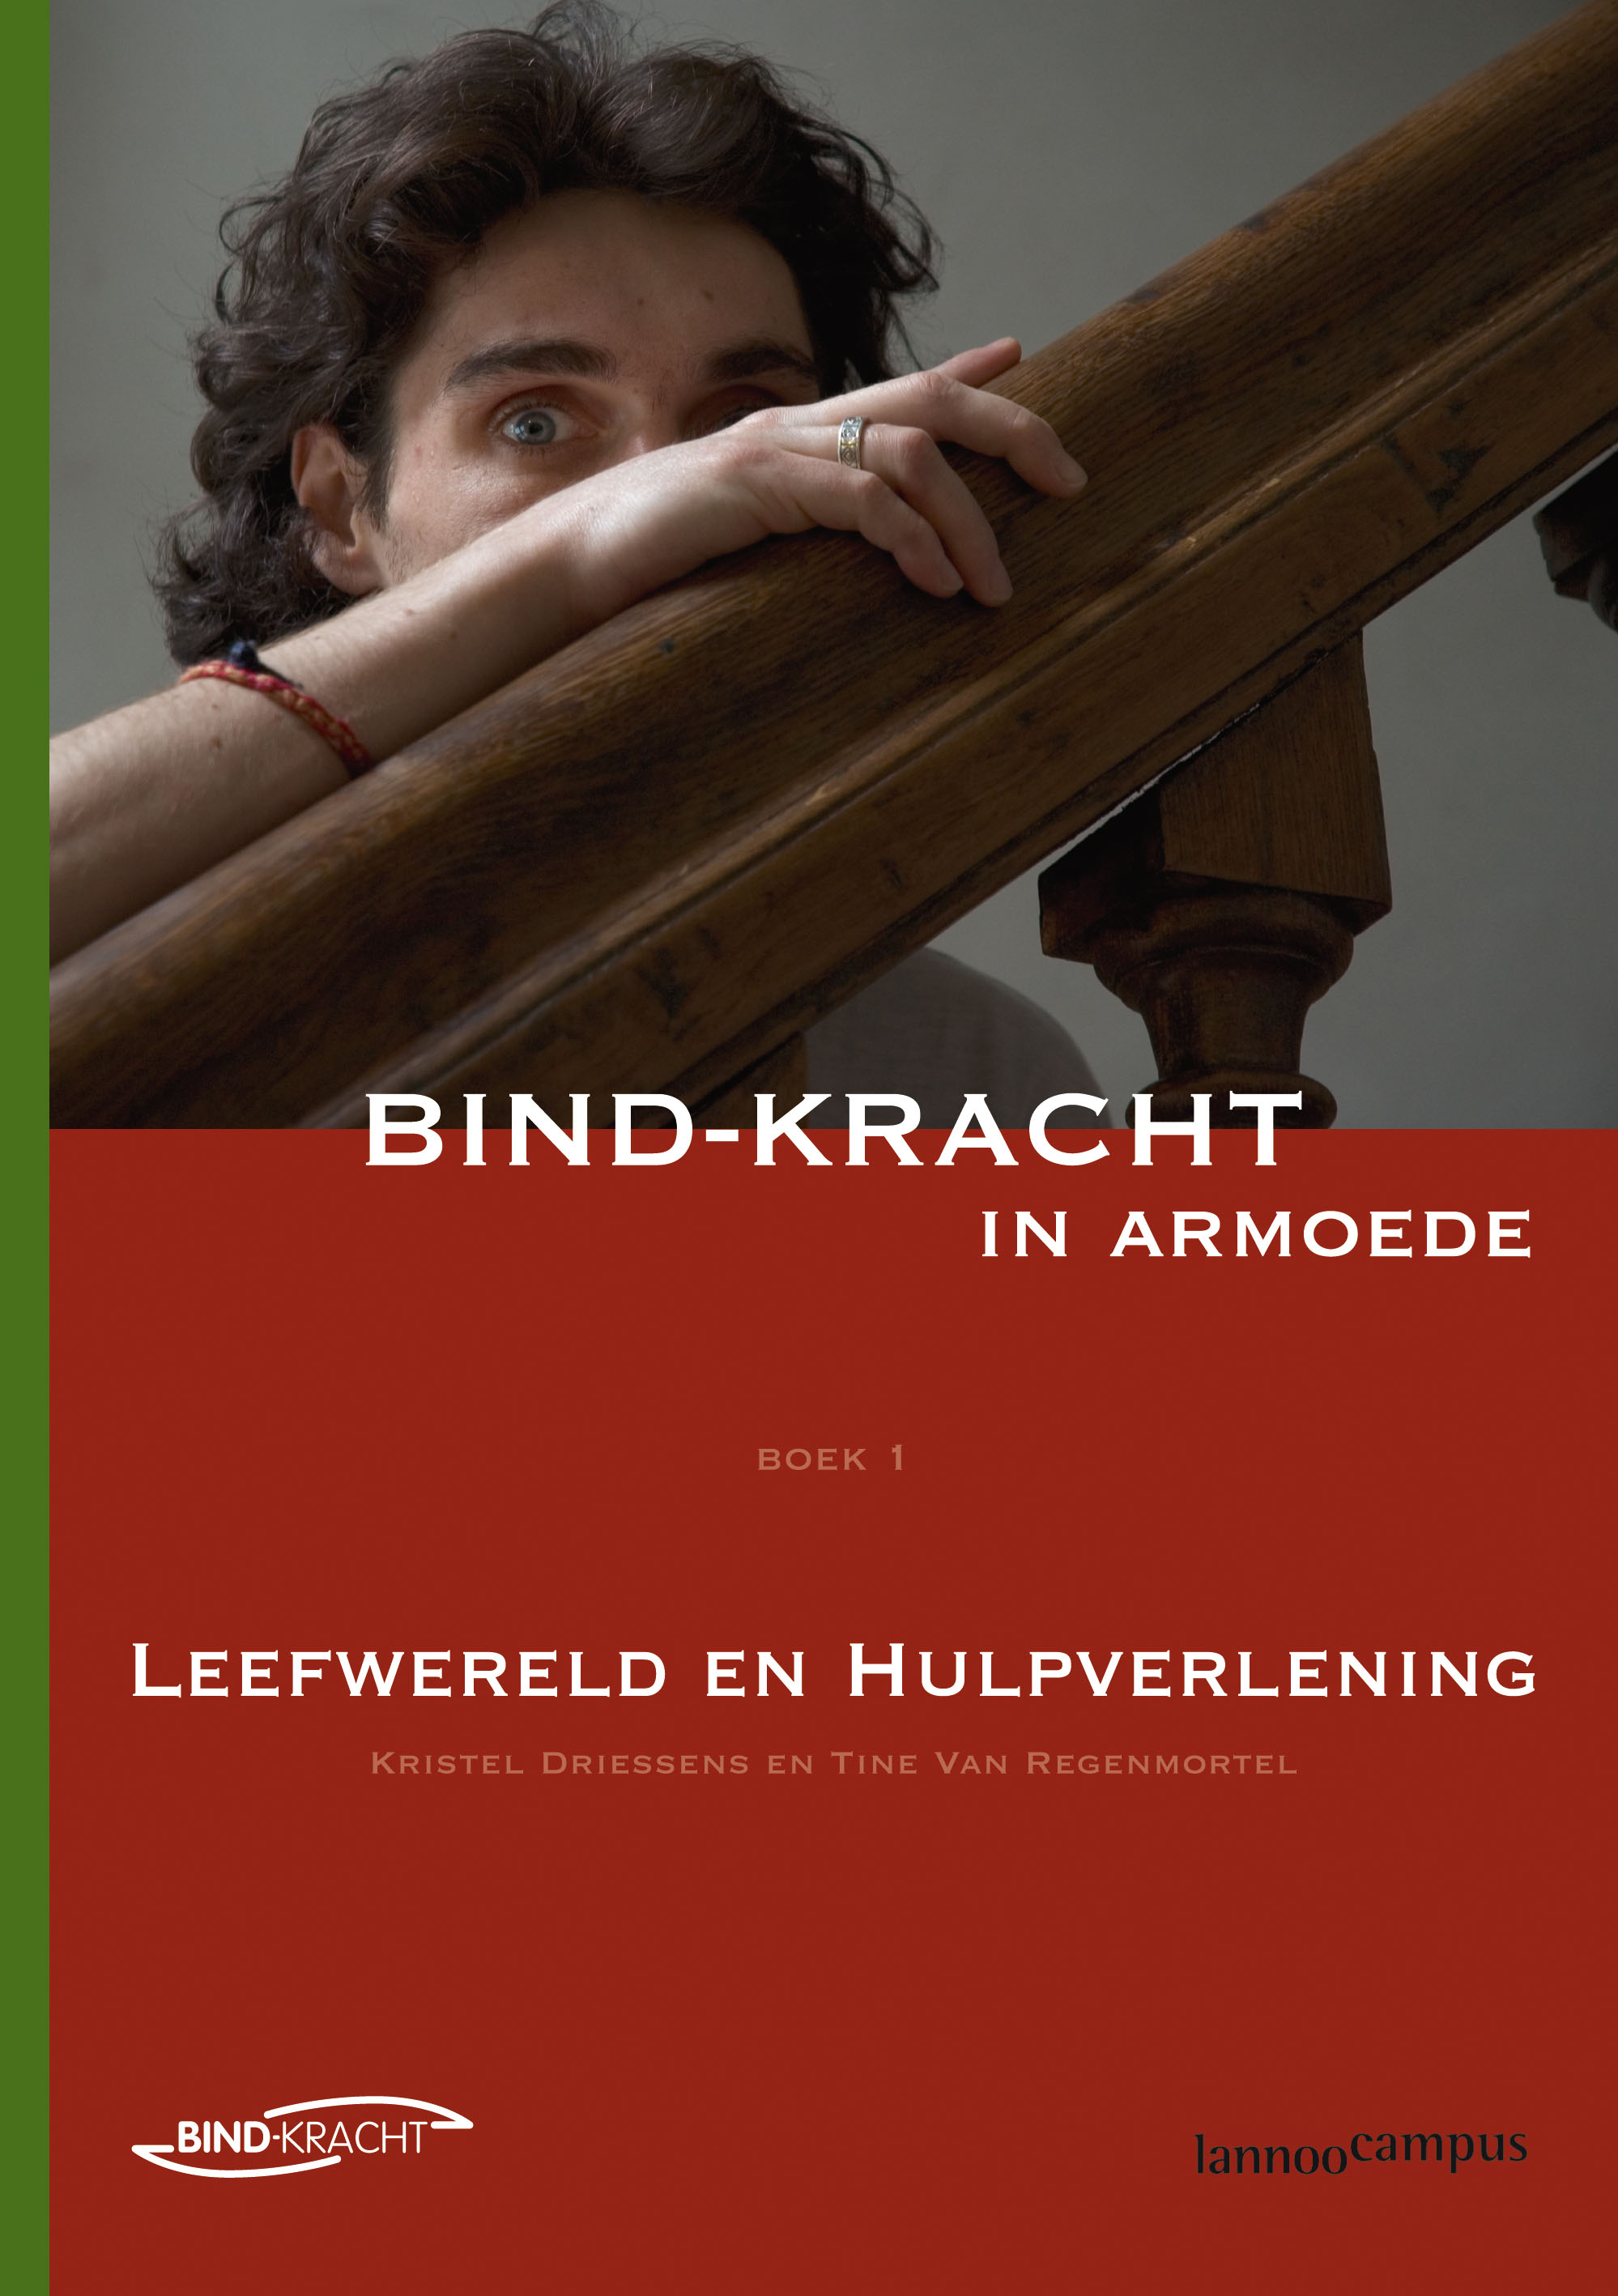 BIND-KRACHT
IN ARMOEDE
BOEK 1
LEEFWERELD EN HULPVERLENING
KRISTEL DRIESSENS EN TINE VAN REGENMORTEL
BIND-KRACHT
lannoocampus